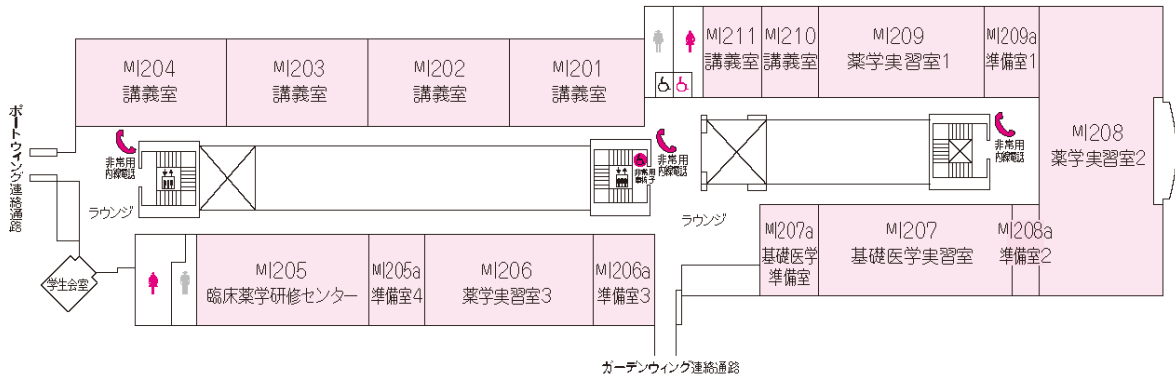 MI204
講義室
MI203
講義室
MI202
講義室
MI201
講義室
MI211
講義室
MI210
講義室
MI209
薬学実習室1
MI209a
準備室1
MI208
薬学実習室2
ポートウィング連絡通路
非常用
内線電話
非常用
車椅子
非常用
内線電話
非常用
内線電話
ラウンジ
ラウンジ
学生会室
MI205
臨床薬学研修センター
MI205a
準備室4
MI206
薬学実習室3
MI206a
準備室3
MI207a
基礎医学
準備室
MI207
基礎医学実習室
MI208a
準備室2
ガーデンウィング連絡通路